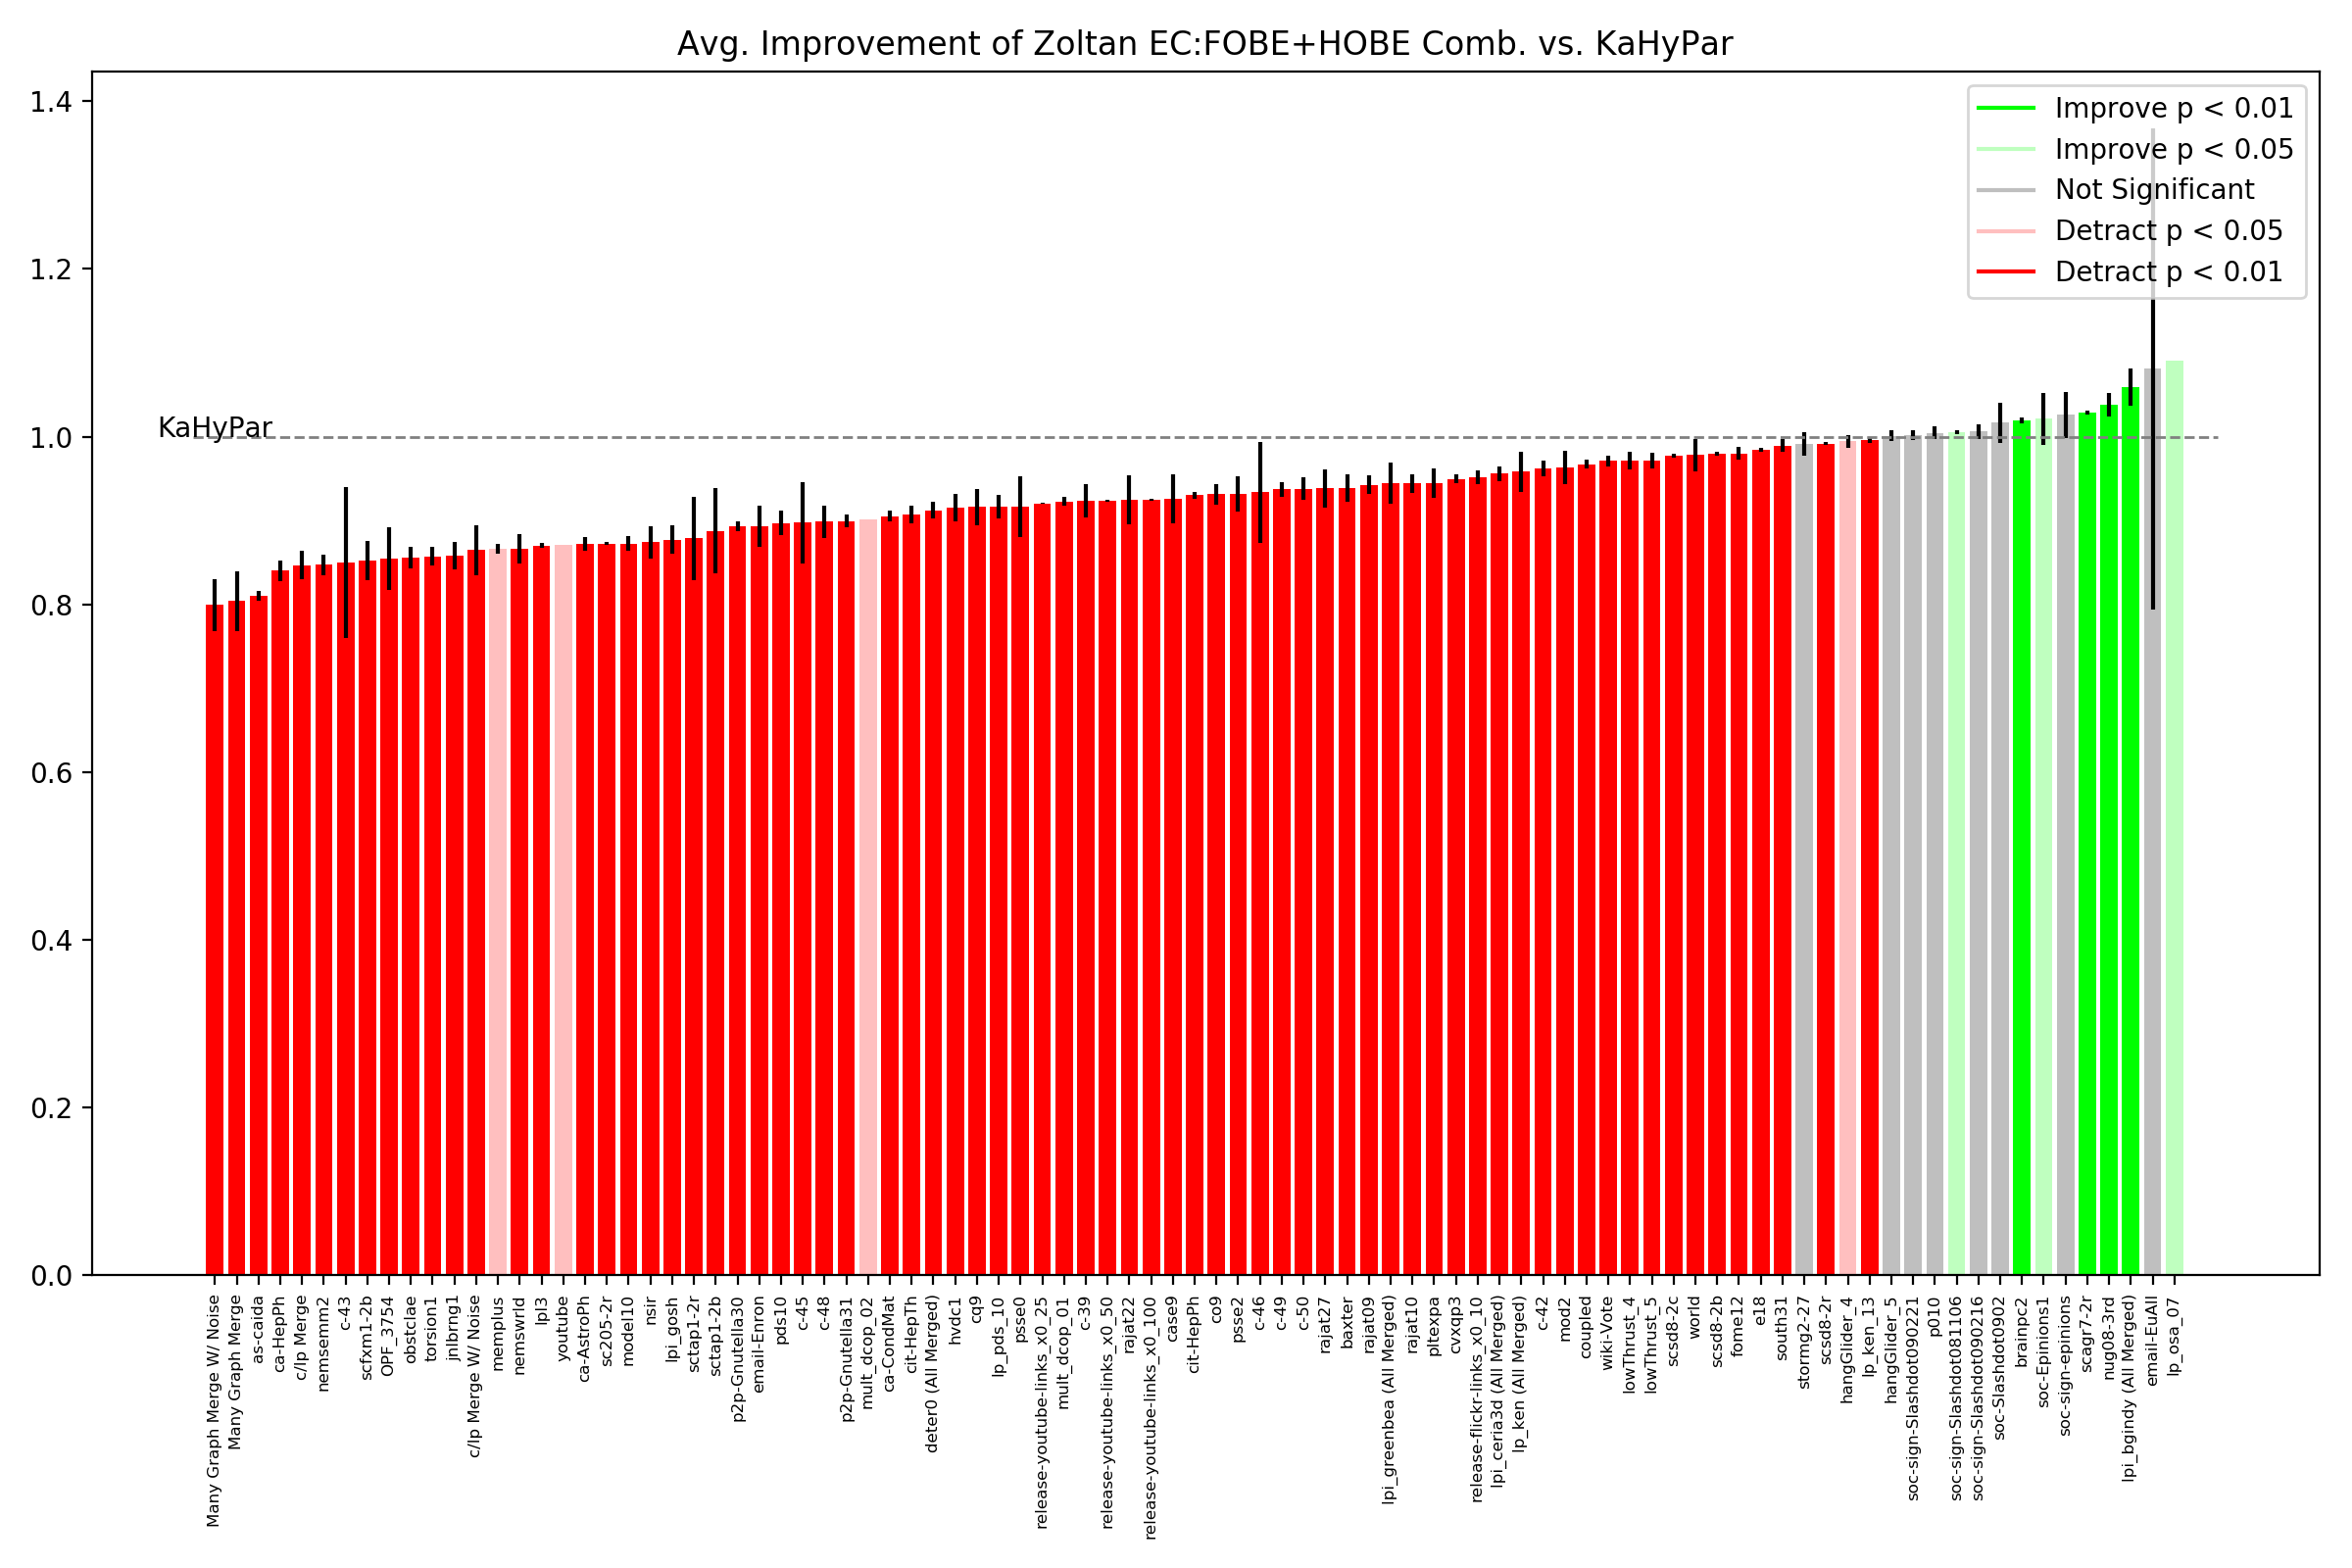 Avg. Improvement of Zoltan EC:FOBE+HOBE Comb. vs. KaHyPar
1.4
1.2
1.0
0.8
0.6
0.4
0.2
0.0
KaHyPar
Improve p < 0.01
Improve p < 0.05
Not Significant
Detract p < 0.05
Detract p < 0.01
Many Graph Merge W/ Noise
Many Graph Merge
as-caida
ca-HepPh
c/lp Merge
nemsemm2
c-43
scfxm1-2b
OPF_3754
obstclae
torsion1
jnlbrng1
c/lp Merge W/ Noise
memplus
nemswrld
lpl3
youtube
ca-AstroPh
sc205-2r
model10
nsir
lpi_gosh
sctap1-2r
sctap1-2b
p2p-Gnutella30
email-Enron
pds10
c-45
c-48
p2p-Gnutella31
mult_dcop_02
ca-CondMat
cit-HepTh
deter0 (All Merged)
hvdc1
cq9
lp_pds_10
psse0
release-youtube-links_x0_25
mult_dcop_01
c-39
release-youtube-links_x0_50
rajat22
release-youtube-links_x0_100
case9
cit-HepPh
co9
psse2
c-46
c-49
c-50
rajat27
baxter
rajat09
lpi_greenbea (All Merged)
rajat10
pltexpa
cvxqp3
release-flickr-links_x0_10
lpi_ceria3d (All Merged)
lp_ken (All Merged)
c-42
mod2
coupled
wiki-Vote
lowThrust_4
lowThrust_5
scsd8-2c
world
scsd8-2b
fome12
e18
south31
stormg2-27
scsd8-2r
hangGlider_4
lp_ken_13
hangGlider_5
soc-sign-Slashdot090221
p010
soc-sign-Slashdot081106
soc-sign-Slashdot090216
soc-Slashdot0902
brainpc2
soc-Epinions1
soc-sign-epinions
scagr7-2r
nug08-3rd
lpi_bgindy (All Merged)
email-EuAll
lp_osa_07